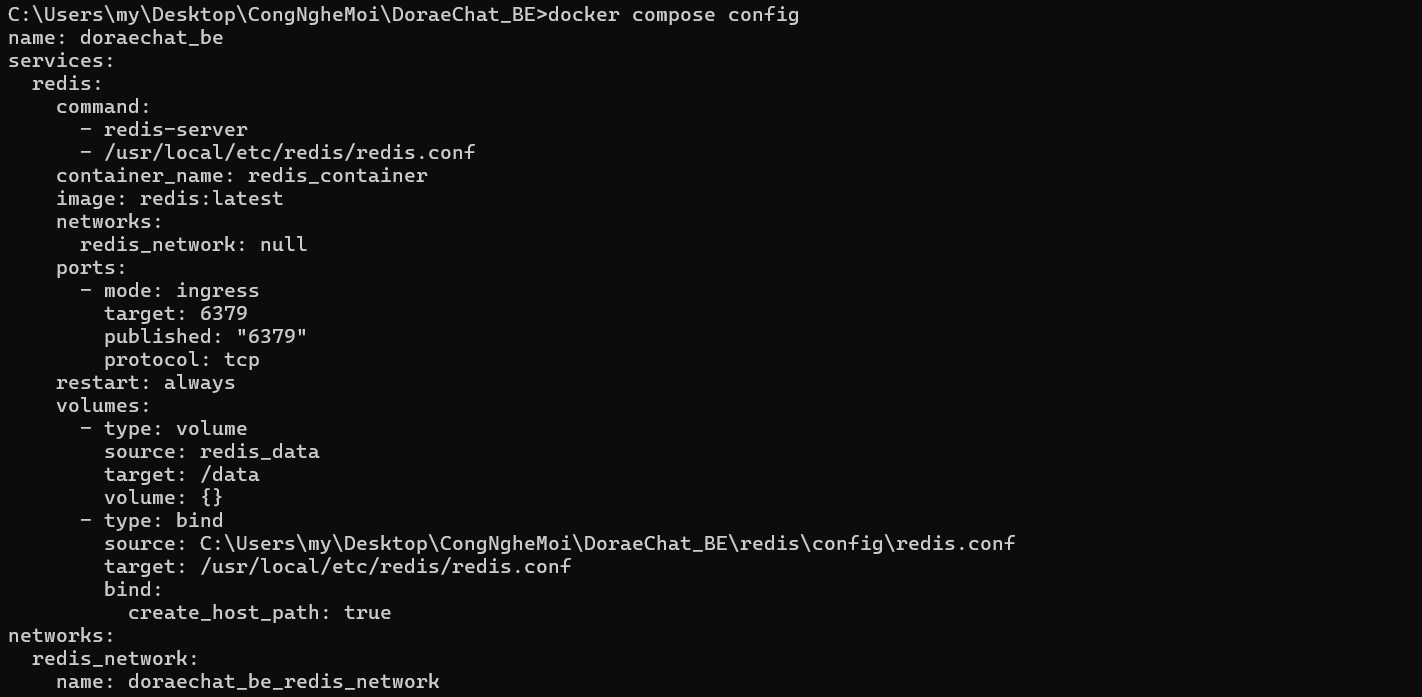 C:\Users\my\Desktop\CongNgheMoi\DoraeChat_BE>docker compose config
name: doraechat_be
services:
  redis:
    command:
      - redis-server
      - /usr/local/etc/redis/redis.conf
    container_name: redis_container
    image: redis:latest
    networks:
      redis_network: null
    ports:
      - mode: ingress
        target: 6379
        published: "6379"
        protocol: tcp
    restart: always
    volumes:
      - type: volume
        source: redis_data
        target: /data
        volume: {}
      - type: bind
        source: C:\Users\my\Desktop\CongNgheMoi\DoraeChat_BE\redis\config\redis.conf
        target: /usr/local/etc/redis/redis.conf
        bind:
          create_host_path: true
networks:
  redis_network:
    name: doraechat_be_redis_network